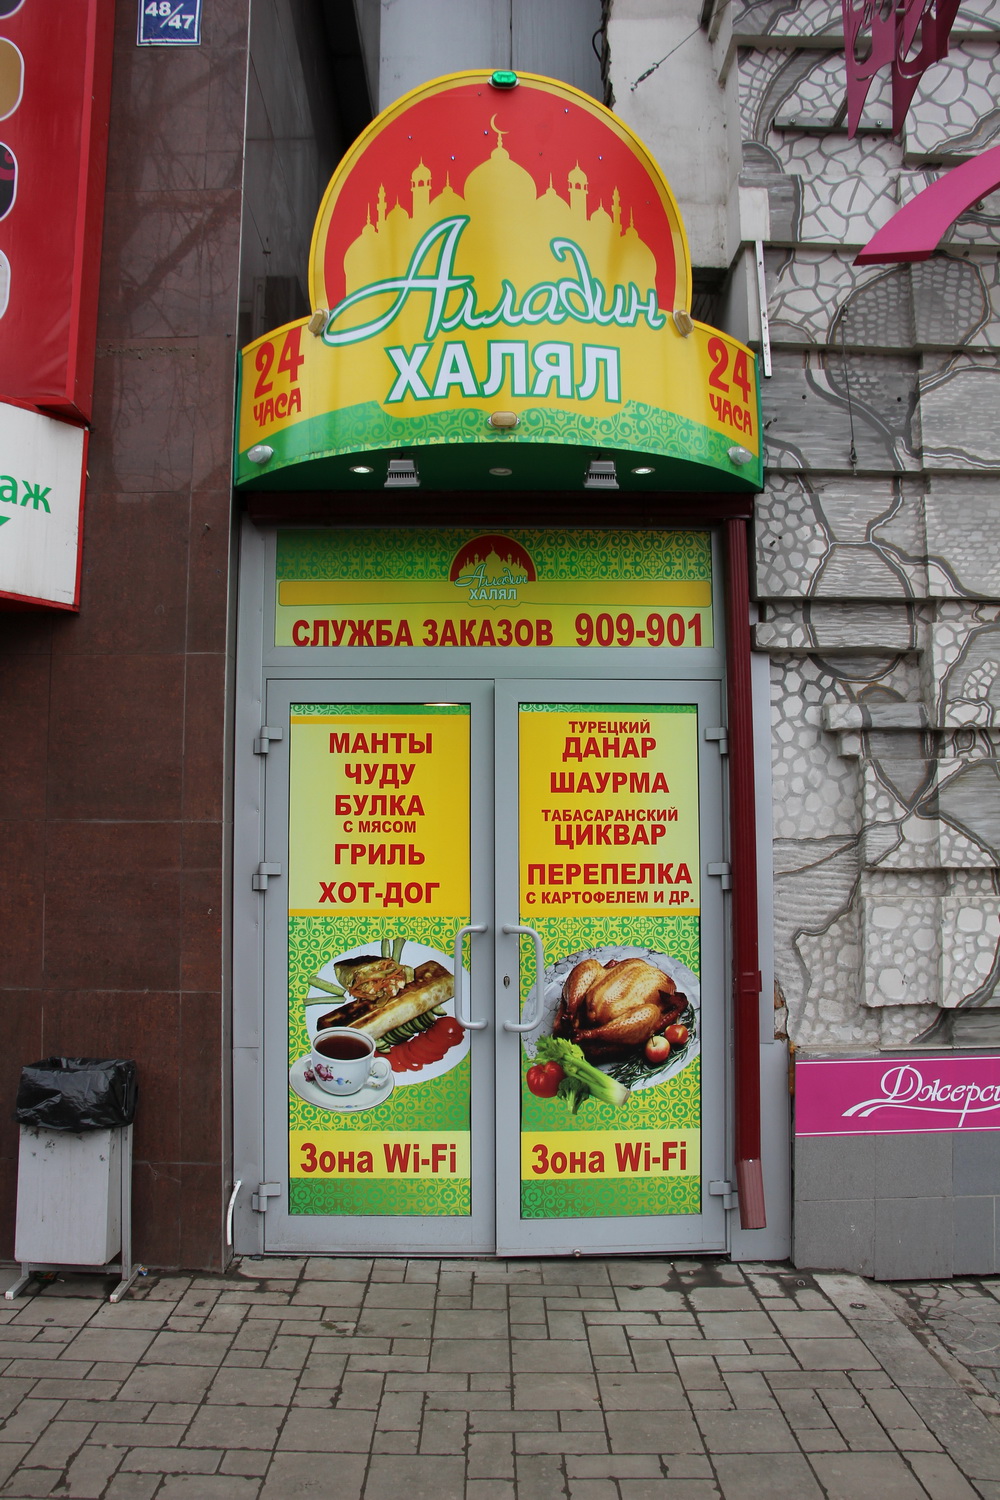 48/47
Алладин
ХАЛЯЛ
24
ЧАСА
24
ЧАСА
аж
Алладин
ХАЛЯЛ
СЛУЖБА ЗАКАЗОВ 909-901
МАНТЫ
ЧУДУ
БУЛКА
С МЯСОМ
ГРИЛЬ
ХОТ-ДОГ
Зона Wi-Fi
ТУРЕЦКИЙ
ДАНАР
ШАУРМА
ТАБАСАРАНСКИЙ
ЦИКВАР
ПЕРЕПЕЛКА
С КАРТОФЕЛЕМ И ДР.
Зона Wi-Fi
Джерси